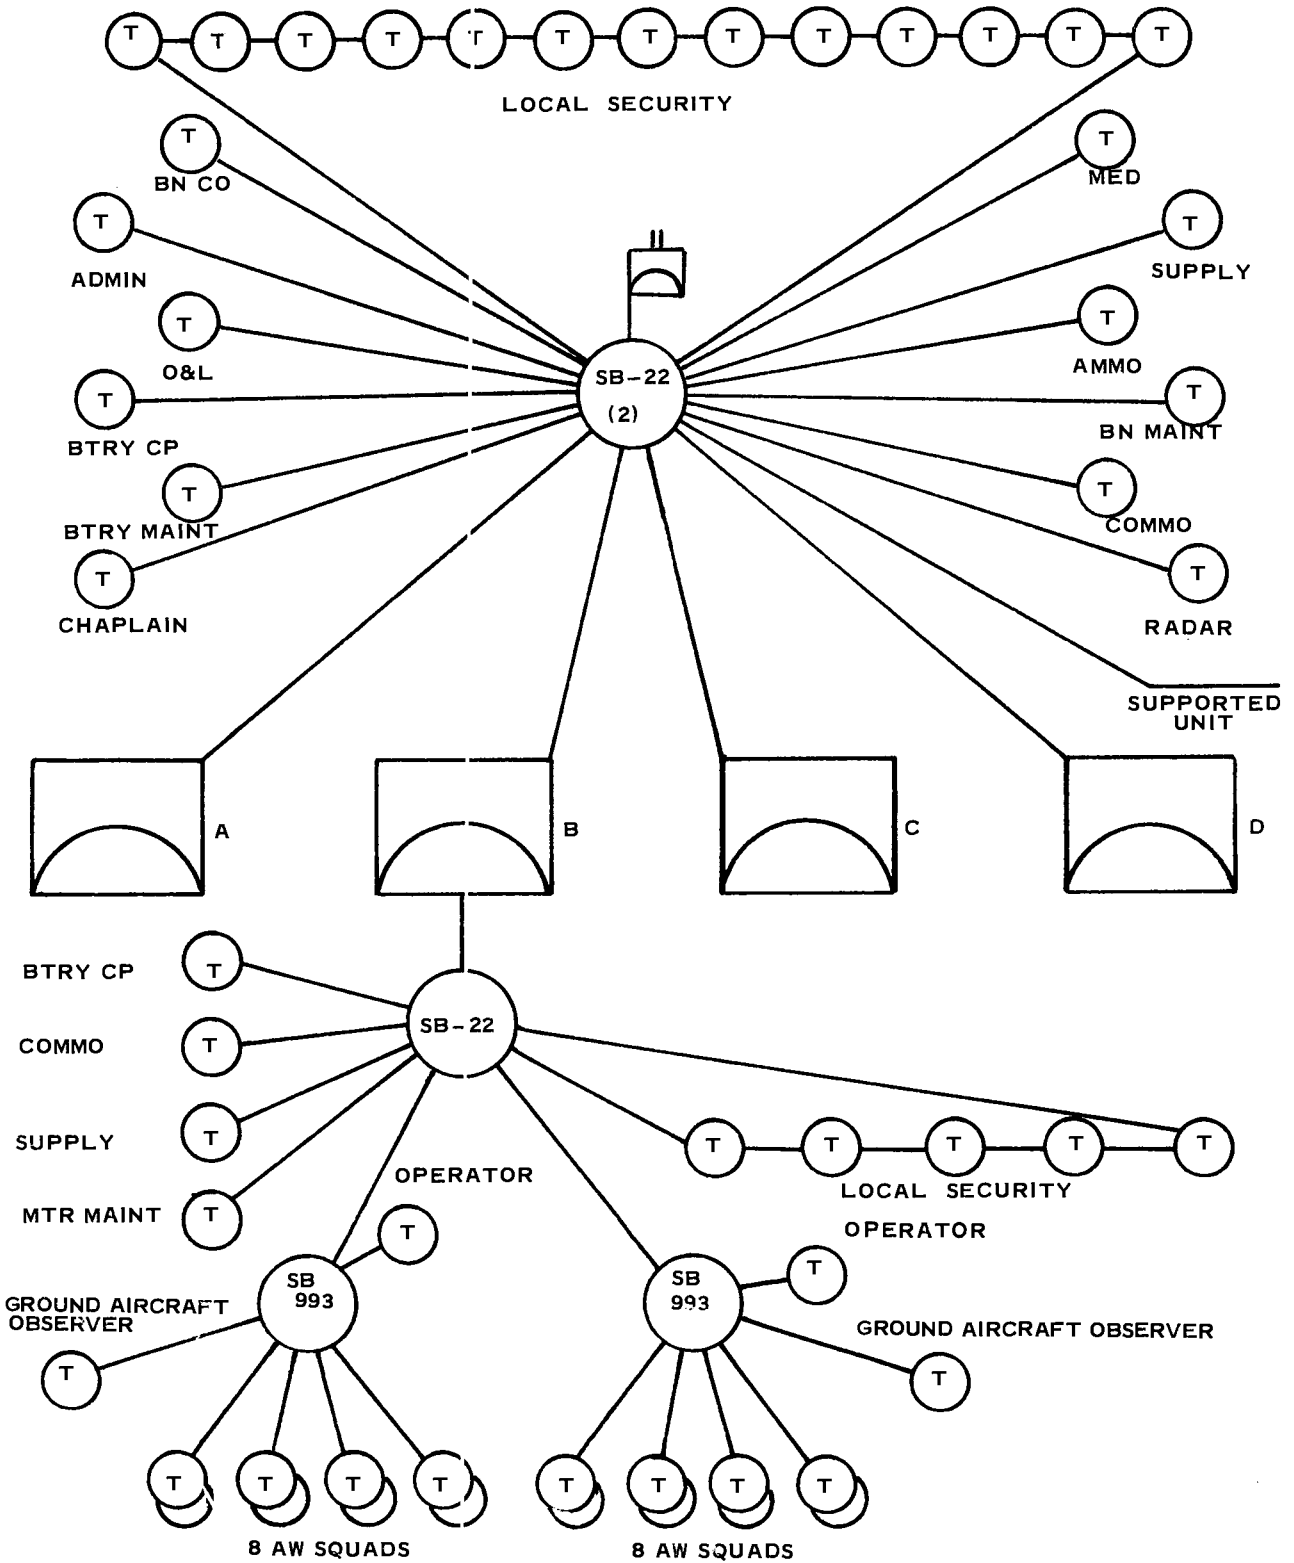 T T T T T T T T T T T T T
LOCAL SECURITY
T
BN CO
T
MED
T
ADMIN
T
SUPPLY
T
O&L
T
AMMO
SB-22
(2)
T
BTRY CP
T
BN MAINT
T
BTRY MAINT
T
COMMO
T
CHAPLAIN
T
RADAR
SUPPORTED
UNIT
A
B
C
D
BTRY CP
T
SB-22
COMMO
T
SUPPLY
T
T T T T T
LOCAL SECURITY
MTR MAINT
T
OPERATOR
T
OPERATOR
T
SB
993
SB
993
GROUND AIRCRAFT
OBSERVER
T
GROUND AIRCRAFT OBSERVER
T
T T T T
T T T T
8 AW SQUADS
8 AW SQUADS